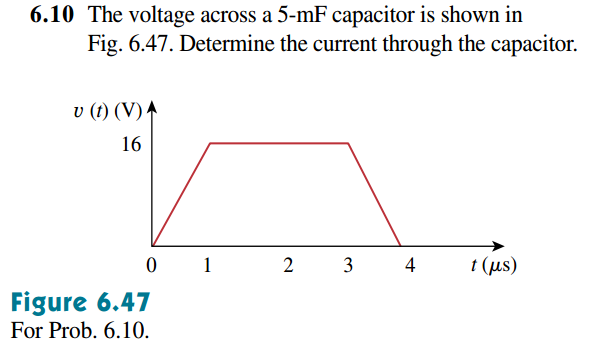 6.10 The voltage across a 5-mF capacitor is shown in
Fig. 6.47. Determine the current through the capacitor.
v (t) (V)
16
0 1 2 3 4 t (μs)
Figure 6.47
For Prob. 6.10.